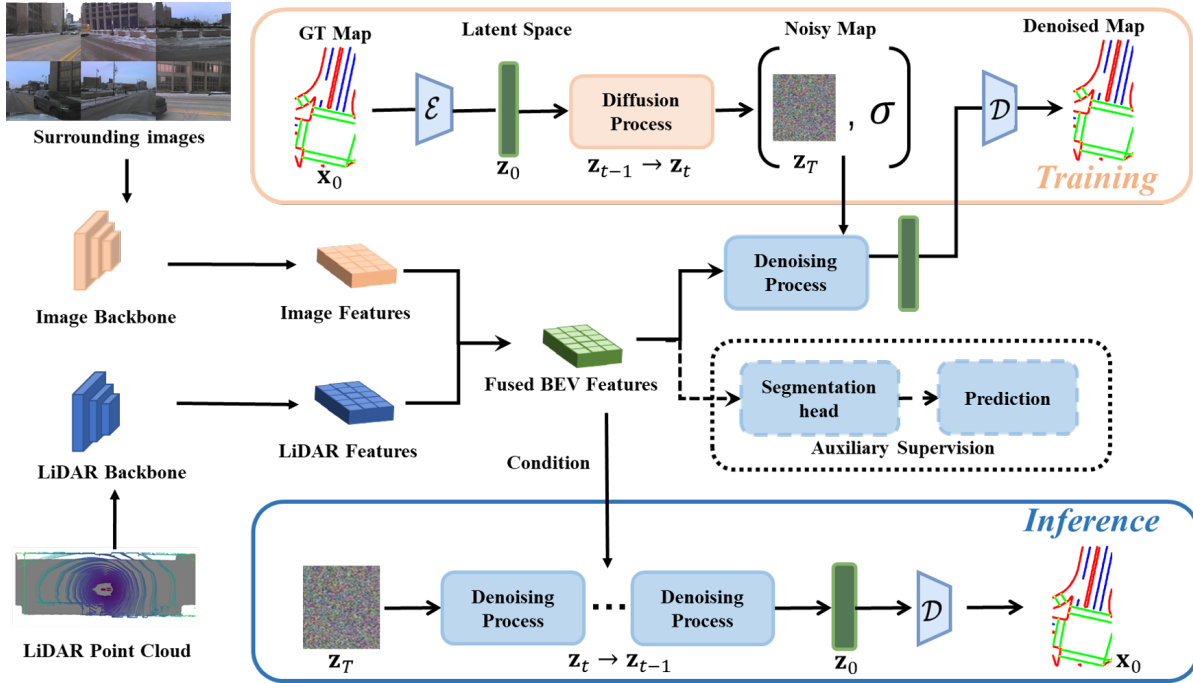 GT Map
Latent Space
Noisy Map
Denoised Map
ℰ
Diffusion
Process
, σ
𝒟
𝐱₀
𝐳₀
𝐳ₜ₋₁ → 𝐳ₜ
𝐳_T
Training
Surrounding images
Image Backbone
Image Features
Denoising
Process
Fused BEV Features
Segmentation
head
Prediction
Auxiliary Supervision
LiDAR Backbone
LiDAR Features
Condition
LiDAR Point Cloud
Inference
Denoising
Process
...
Denoising
Process
𝒟
𝐳_T
𝐳ₜ → 𝐳ₜ₋₁
𝐳₀
𝐱₀